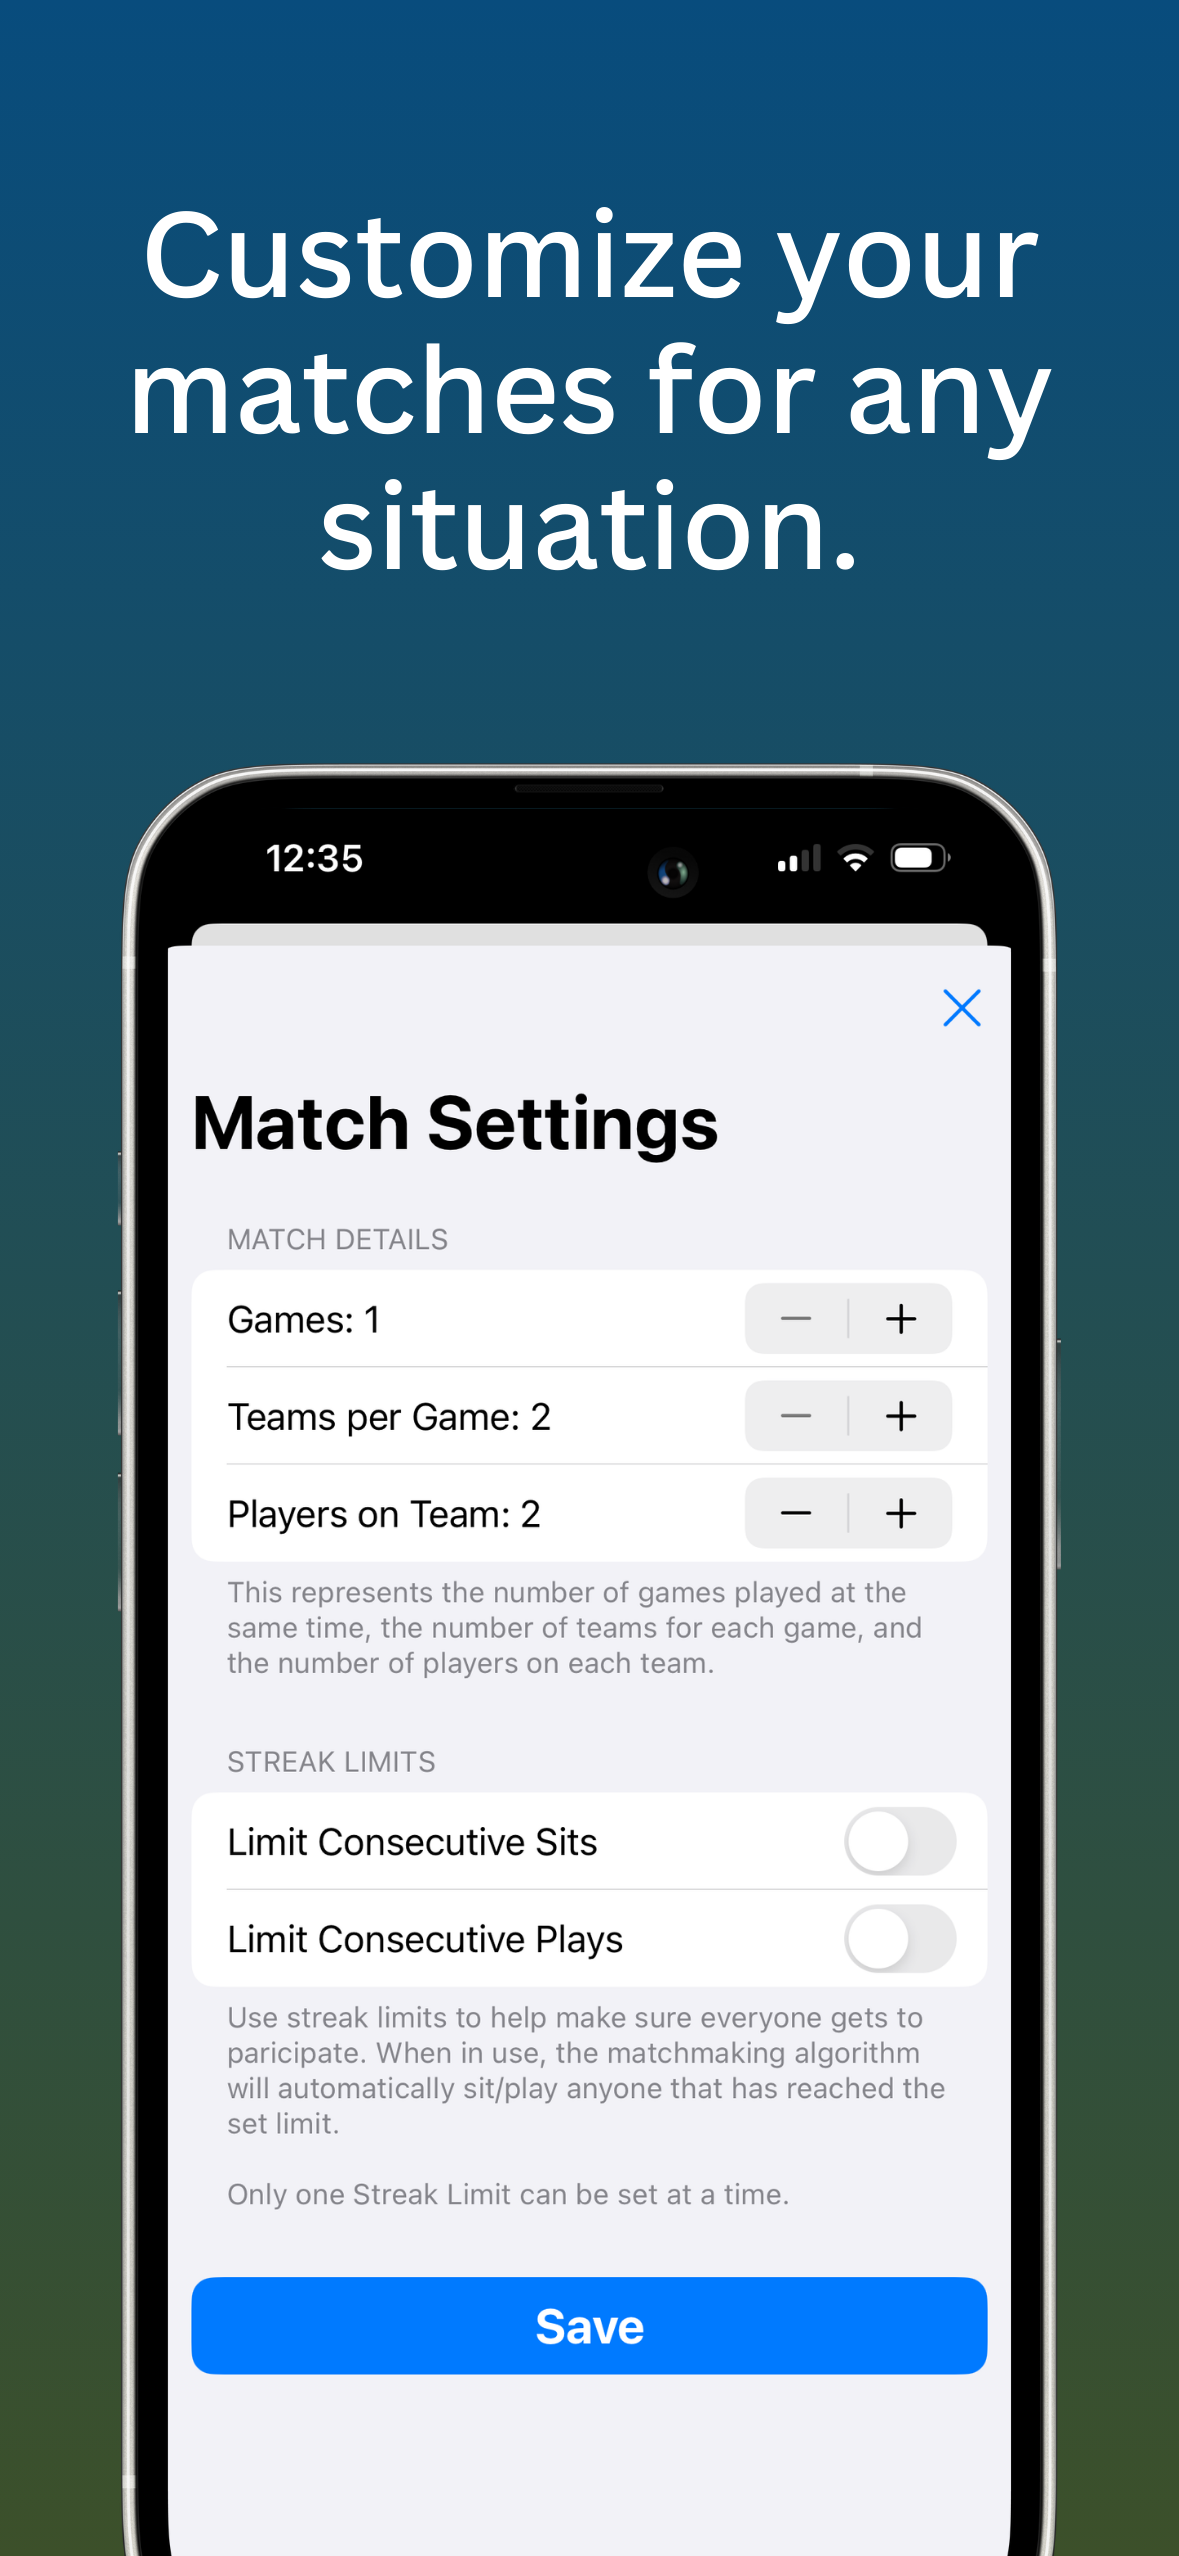 Customize your
matches for any
situation.
12:35
Match Settings
MATCH DETAILS
Games: 1
Teams per Game: 2
Players on Team: 2
This represents the number of games played at the
same time, the number of teams for each game, and
the number of players on each team.
STREAK LIMITS
Limit Consecutive Sits
Limit Consecutive Plays
Use streak limits to help make sure everyone gets to
paricipate. When in use, the matchmaking algorithm
will automatically sit/play anyone that has reached the
set limit.
Only one Streak Limit can be set at a time.
Save